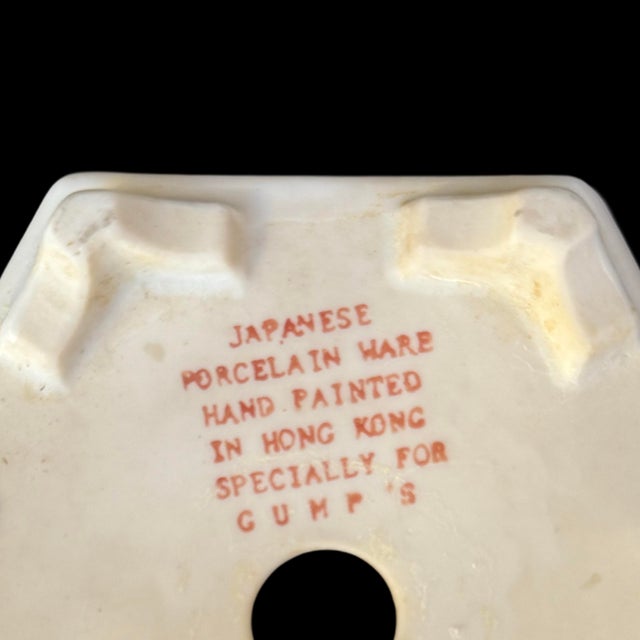 JAPANESE
PORCELAIN WARE
HAND PAINTED
IN HONG KONG
SPECIALLY FOR
GUMP'S